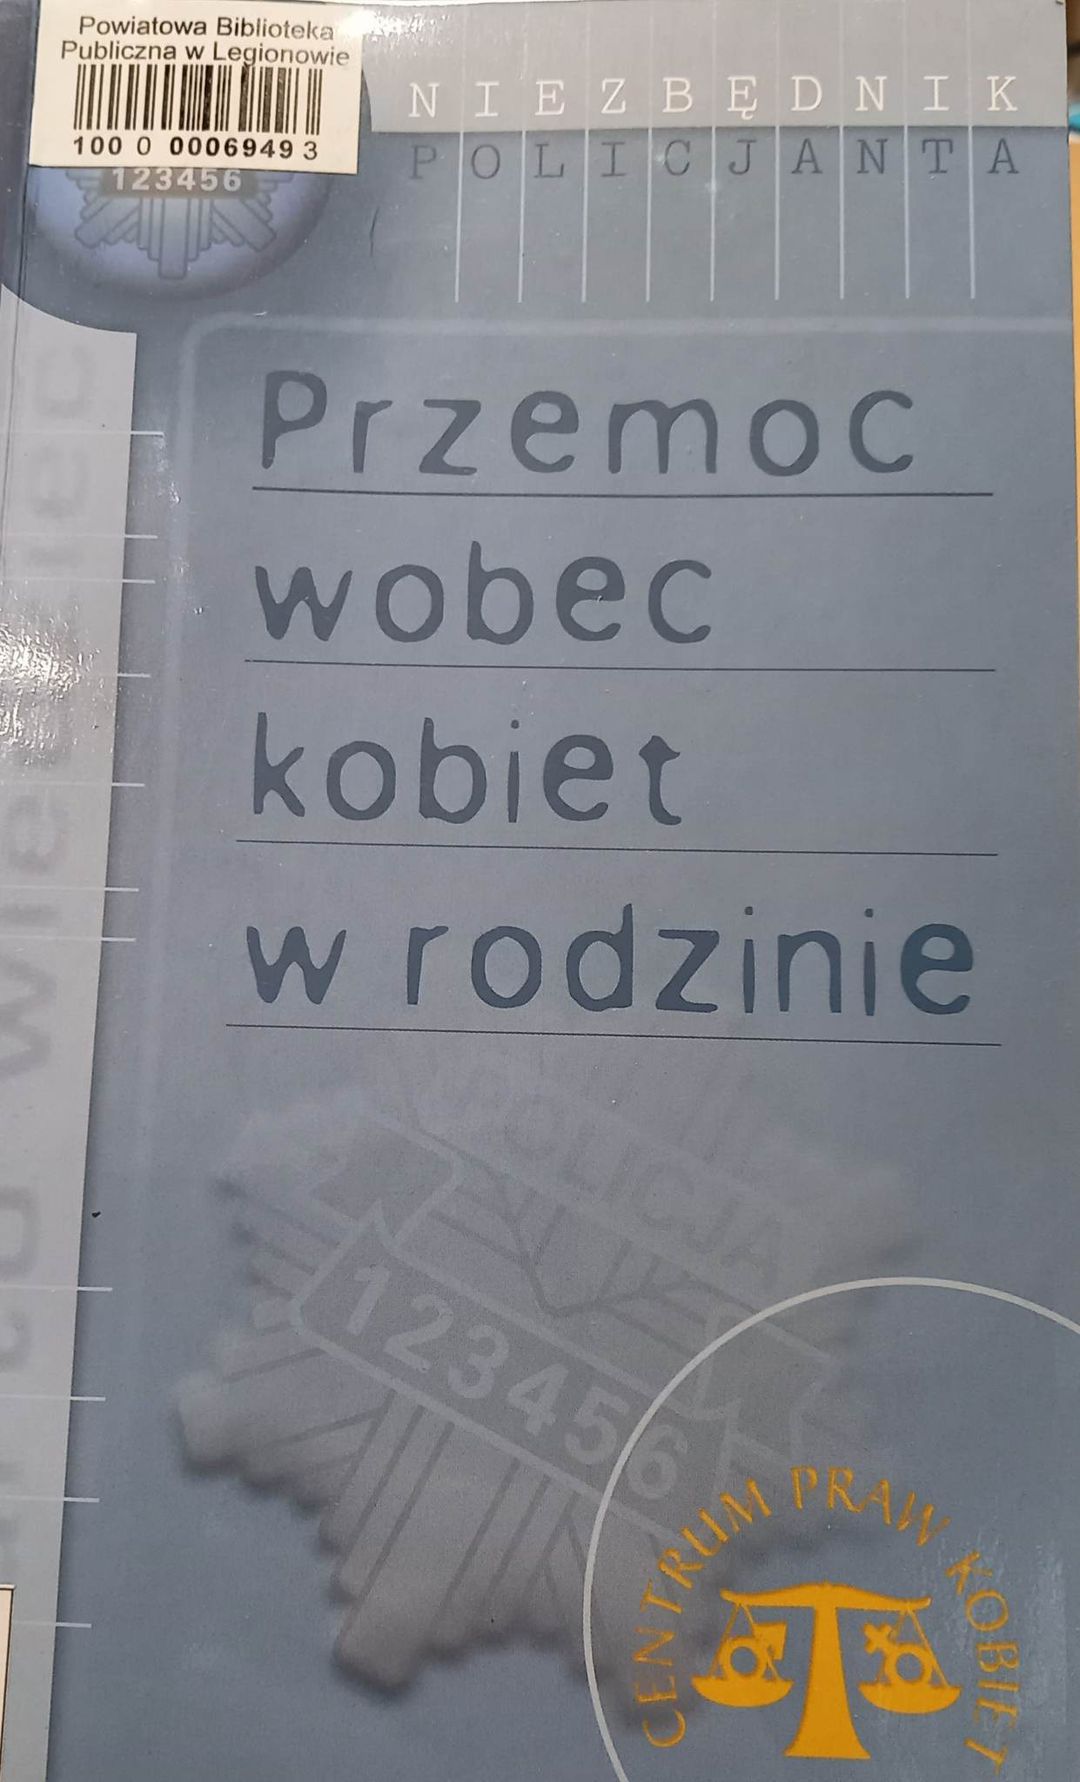 Powiatowa Biblioteka
Publiczna w Legionowie
100 0 0006949 3
123456
NIEZBĘDNIK
POLICJANTA
Przemoc
wobec
kobiet
w rodzinie
POLICJA
123456
CENTRUM PRAW KOBIET